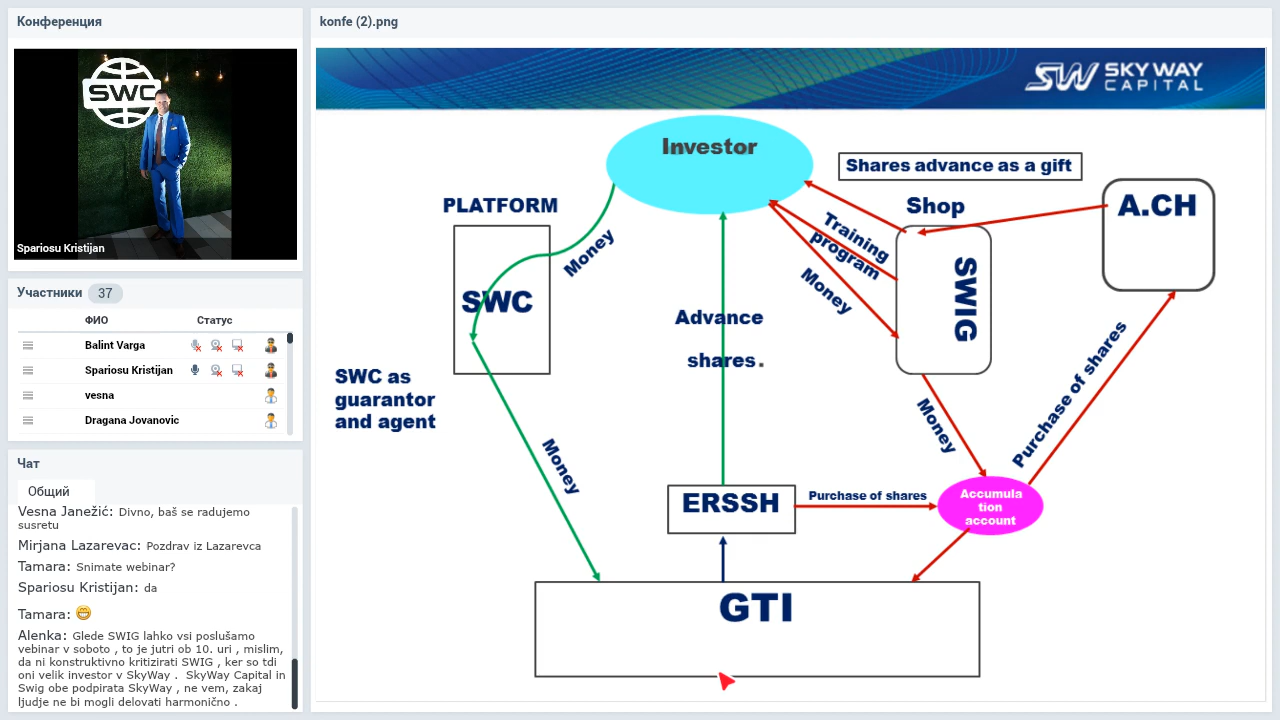 Конференция
SWC
Spariosu Kristijan
Участники 37
ФИО Статус
Balint Varga
Spariosu Kristijan
vesna
Dragana Jovanovic
Чат
Общий
Vesna Janežić: Divno, baš se radujemo
susretu
Mirjana Lazarevac: Pozdrav iz Lazarevca
Tamara: Snimate webinar?
Spariosu Kristijan: da
Tamara:
Alenka: Glede SWIG lahko vsi poslušamo
vebinar v soboto , to je jutri ob 10. uri , mislim,
da ni konstruktivno kritizirati SWIG , ker so tdi
oni velik investor v SkyWay . SkyWay Capital in
Swig obe podpirata SkyWay , ne vem, zakaj
ljudje ne bi mogli delovati harmonično .
konfe (2).png
SW SKY WAY
CAPITAL
Investor
Shares advance as a gift
PLATFORM
Shop
A.CH
Money
Training
program
Money
SWC
SWIG
Advance
shares.
SWC as
guarantor
and agent
Money
Money
Purchase of shares
ERSSH
Purchase of shares
Accumula
tion
account
GTI